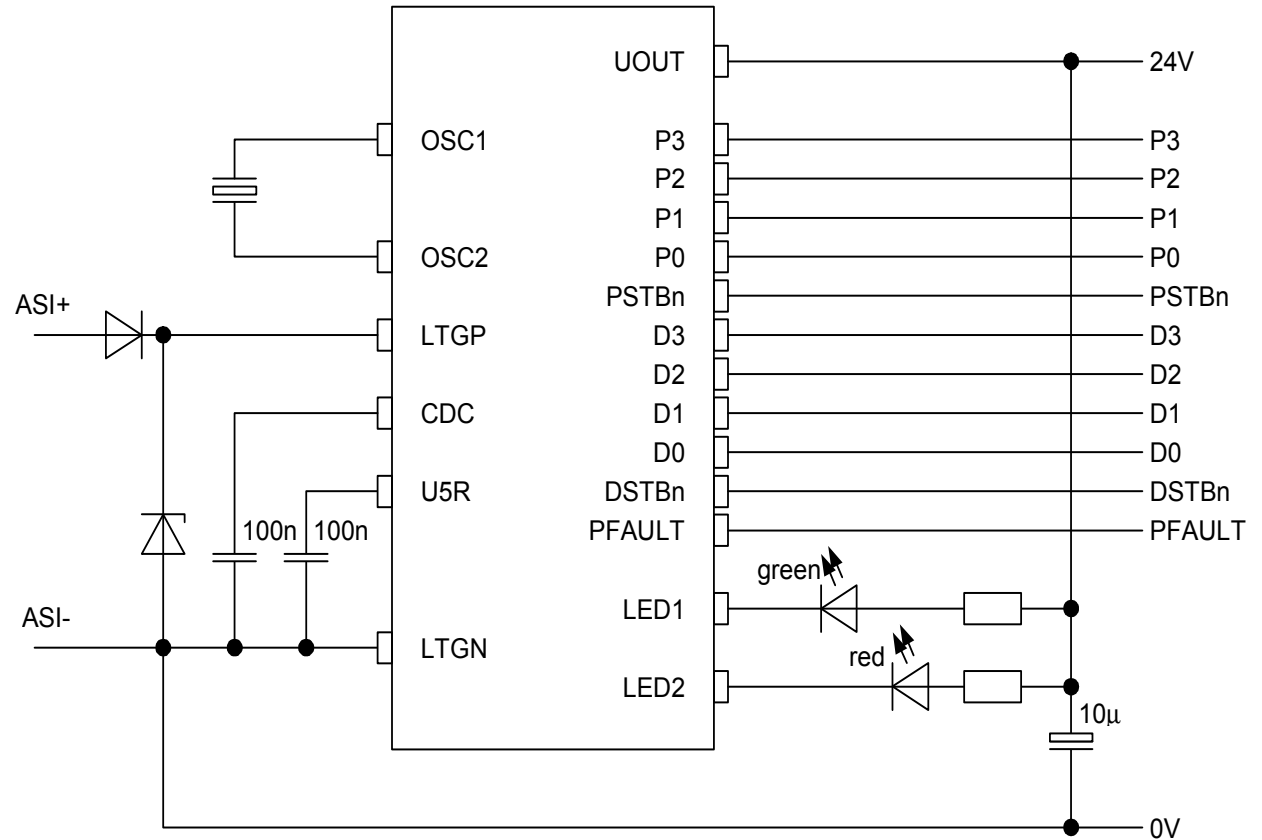 UOUT 24V
OSC1 P3 P3
P2 P2
P1 P1
OSC2 P0 P0
PSTBn PSTBn
ASI+
LTGP D3 D3
D2 D2
CDC D1 D1
D0 D0
U5R DSTBn DSTBn
100n 100n PFAULT PFAULT
green
LED1
ASI-
LTGN red
LED2
10µ
0V